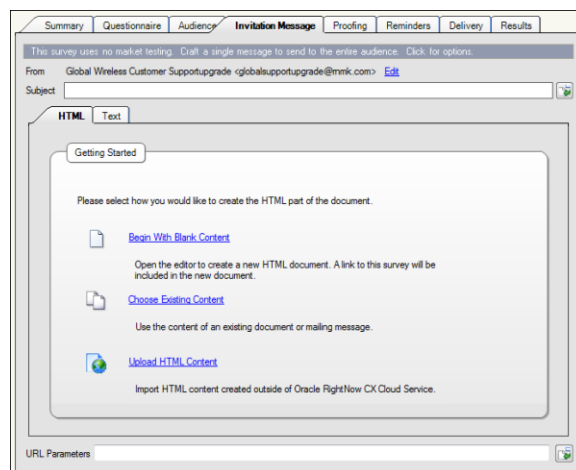 Summary Questionnaire Audience Invitation Message Proofing Reminders Delivery Results
This survey uses no market testing. Craft a single message to send to the entire audience. Click for options.
From Global Wireless Customer Supportupgrade <globalsupportupgrade@mmk.com> Edit
Subject
HTML Text
Getting Started
Please select how you would like to create the HTML part of the document.
Begin With Blank Content
Open the editor to create a new HTML document. A link to this survey will be
included in the new document.
Choose Existing Content
Use the content of an existing document or mailing message.
Upload HTML Content
Import HTML content created outside of Oracle RightNow CX Cloud Service.
URL Parameters